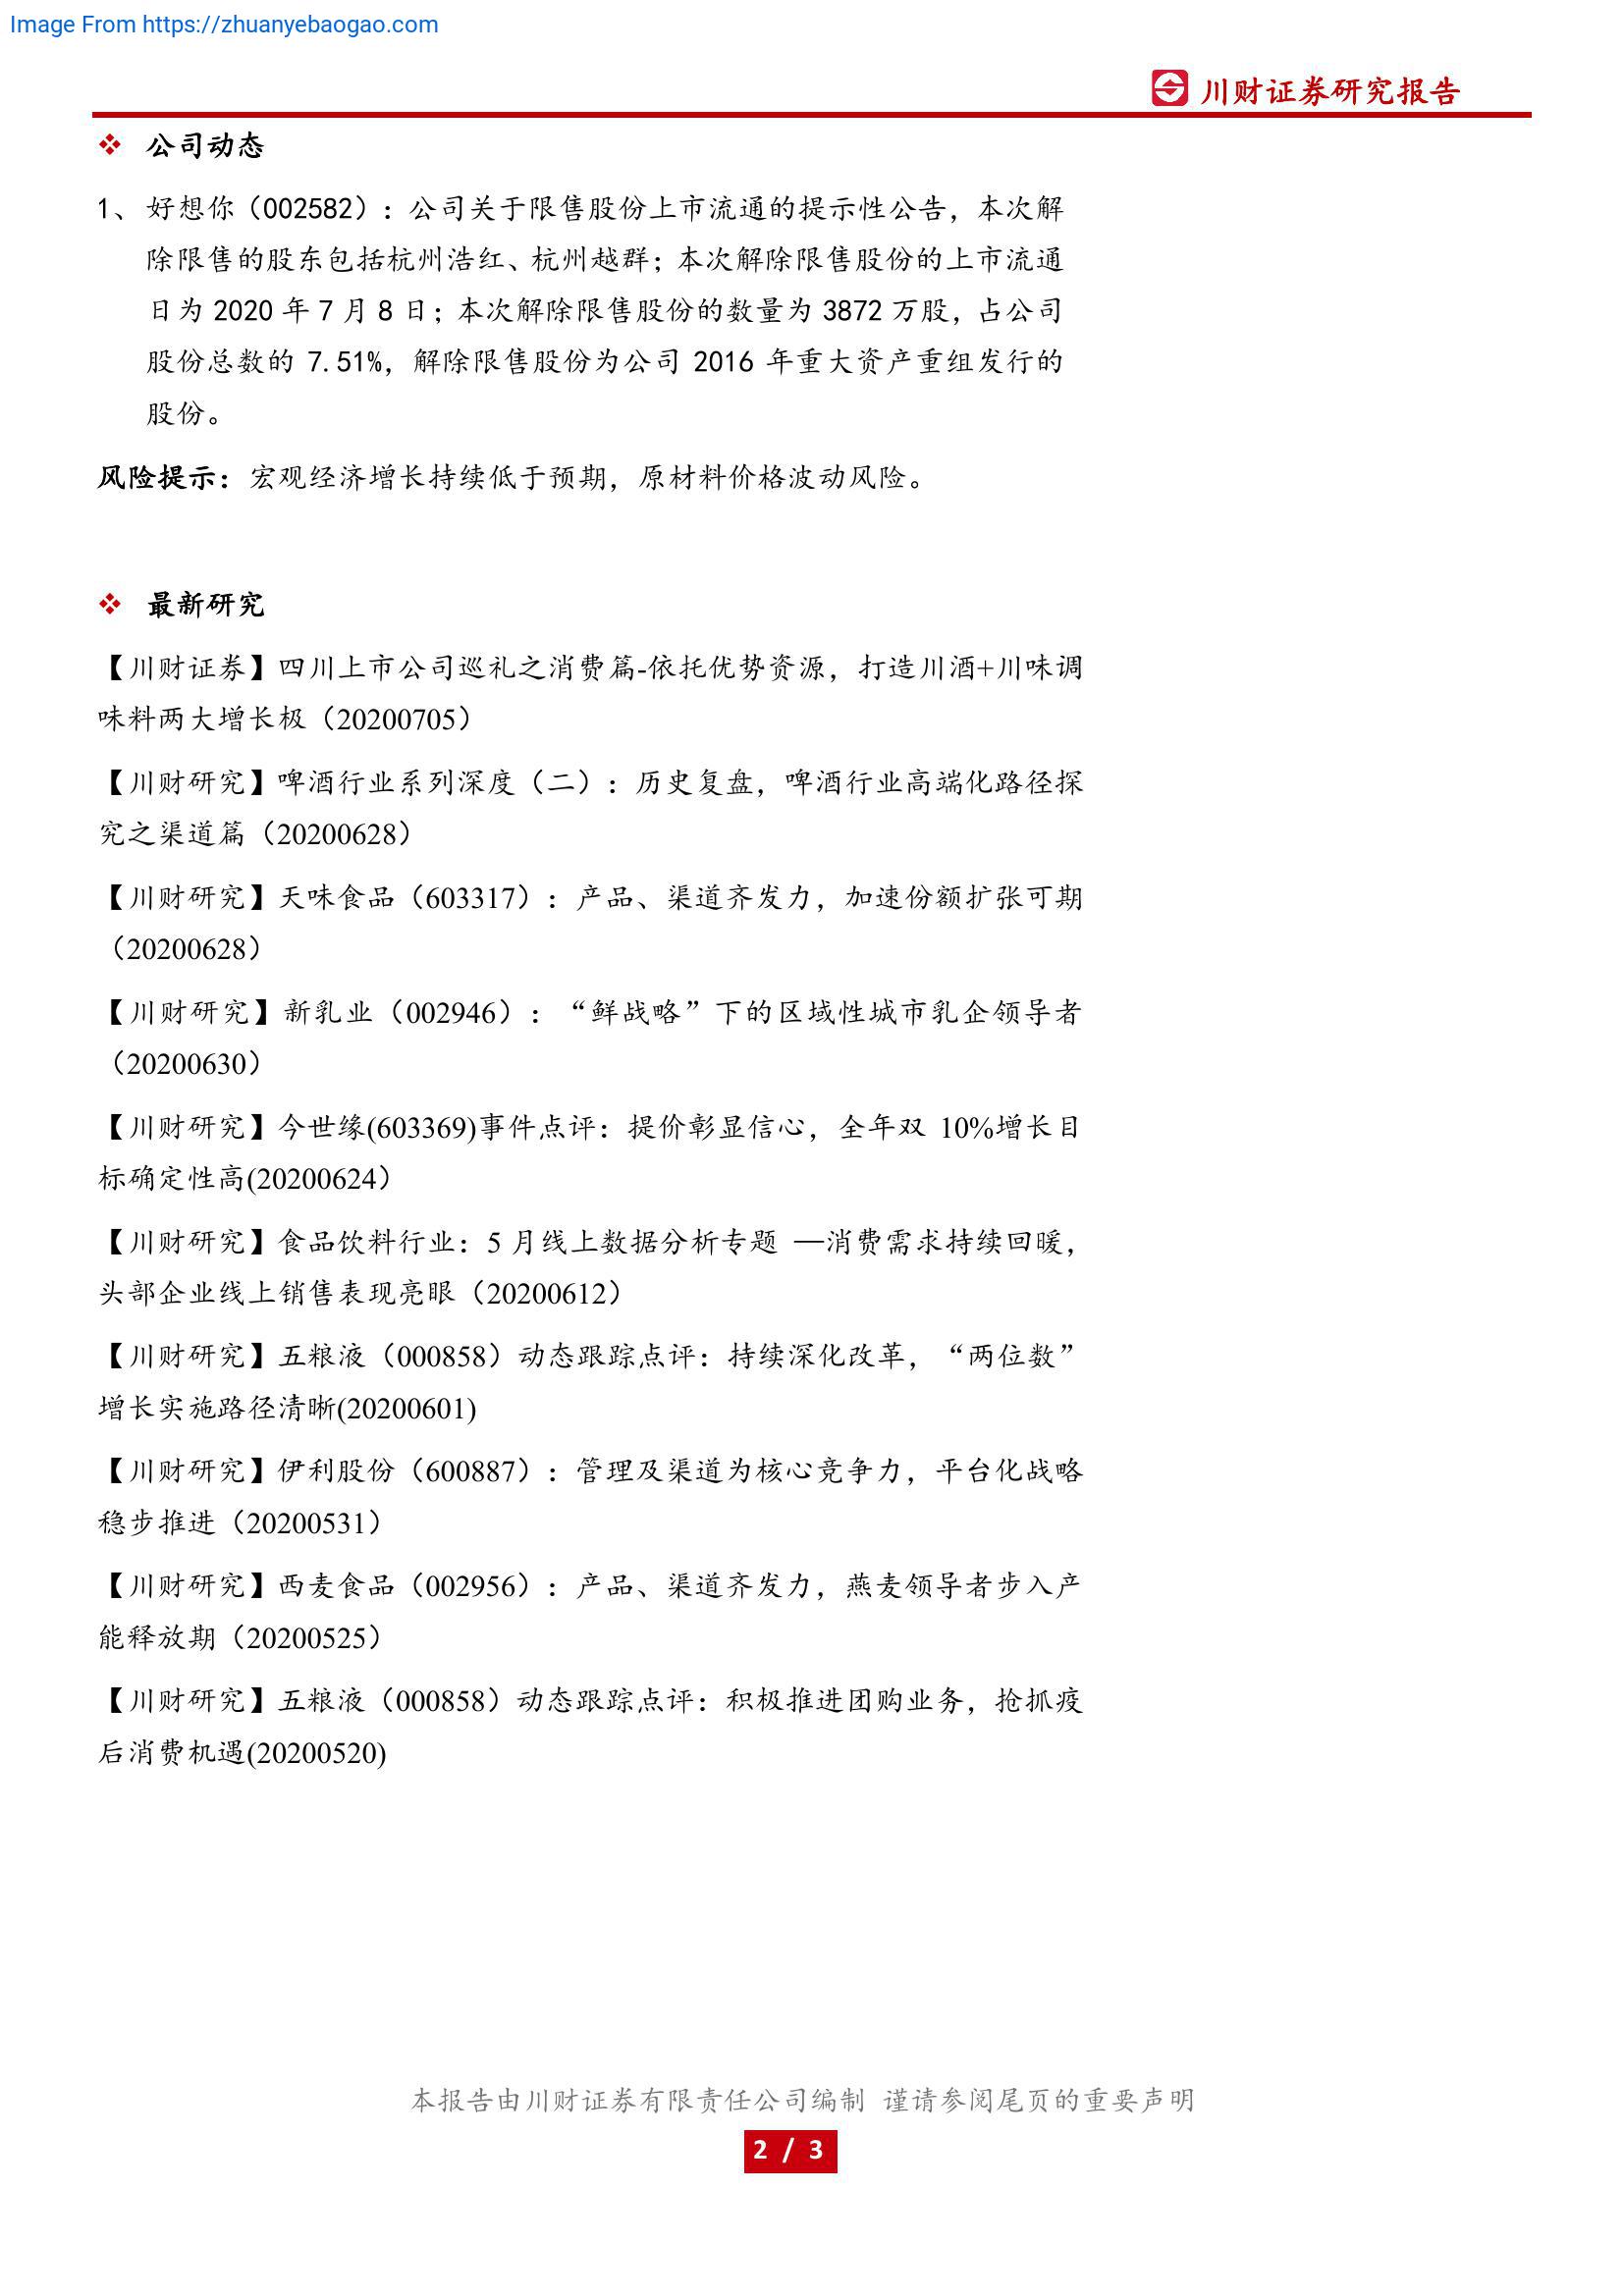 Image From https://zhuanyebaogao.com
川财证券研究报告
❖ 公司动态
1、 好想你（002582）：公司关于限售股份上市流通的提示性公告，本次解
除限售的股东包括杭州浩红、杭州越群；本次解除限售股份的上市流通
日为 2020 年 7 月 8 日；本次解除限售股份的数量为 3872 万股，占公司
股份总数的 7.51%，解除限售股份为公司 2016 年重大资产重组发行的
股份。
风险提示：宏观经济增长持续低于预期，原材料价格波动风险。
❖ 最新研究
【川财证券】四川上市公司巡礼之消费篇-依托优势资源，打造川酒+川味调
味料两大增长极（20200705）
【川财研究】啤酒行业系列深度（二）：历史复盘，啤酒行业高端化路径探
究之渠道篇（20200628）
【川财研究】天味食品（603317）：产品、渠道齐发力，加速份额扩张可期
（20200628）
【川财研究】新乳业（002946）：“鲜战略”下的区域性城市乳企领导者
（20200630）
【川财研究】今世缘(603369)事件点评：提价彰显信心，全年双 10%增长目
标确定性高(20200624）
【川财研究】食品饮料行业：5 月线上数据分析专题 —消费需求持续回暖，
头部企业线上销售表现亮眼（20200612）
【川财研究】五粮液（000858）动态跟踪点评：持续深化改革，“两位数”
增长实施路径清晰(20200601)
【川财研究】伊利股份（600887）：管理及渠道为核心竞争力，平台化战略
稳步推进（20200531）
【川财研究】西麦食品（002956）：产品、渠道齐发力，燕麦领导者步入产
能释放期（20200525）
【川财研究】五粮液（000858）动态跟踪点评：积极推进团购业务，抢抓疫
后消费机遇(20200520)
本报告由川财证券有限责任公司编制 谨请参阅尾页的重要声明
2 / 3